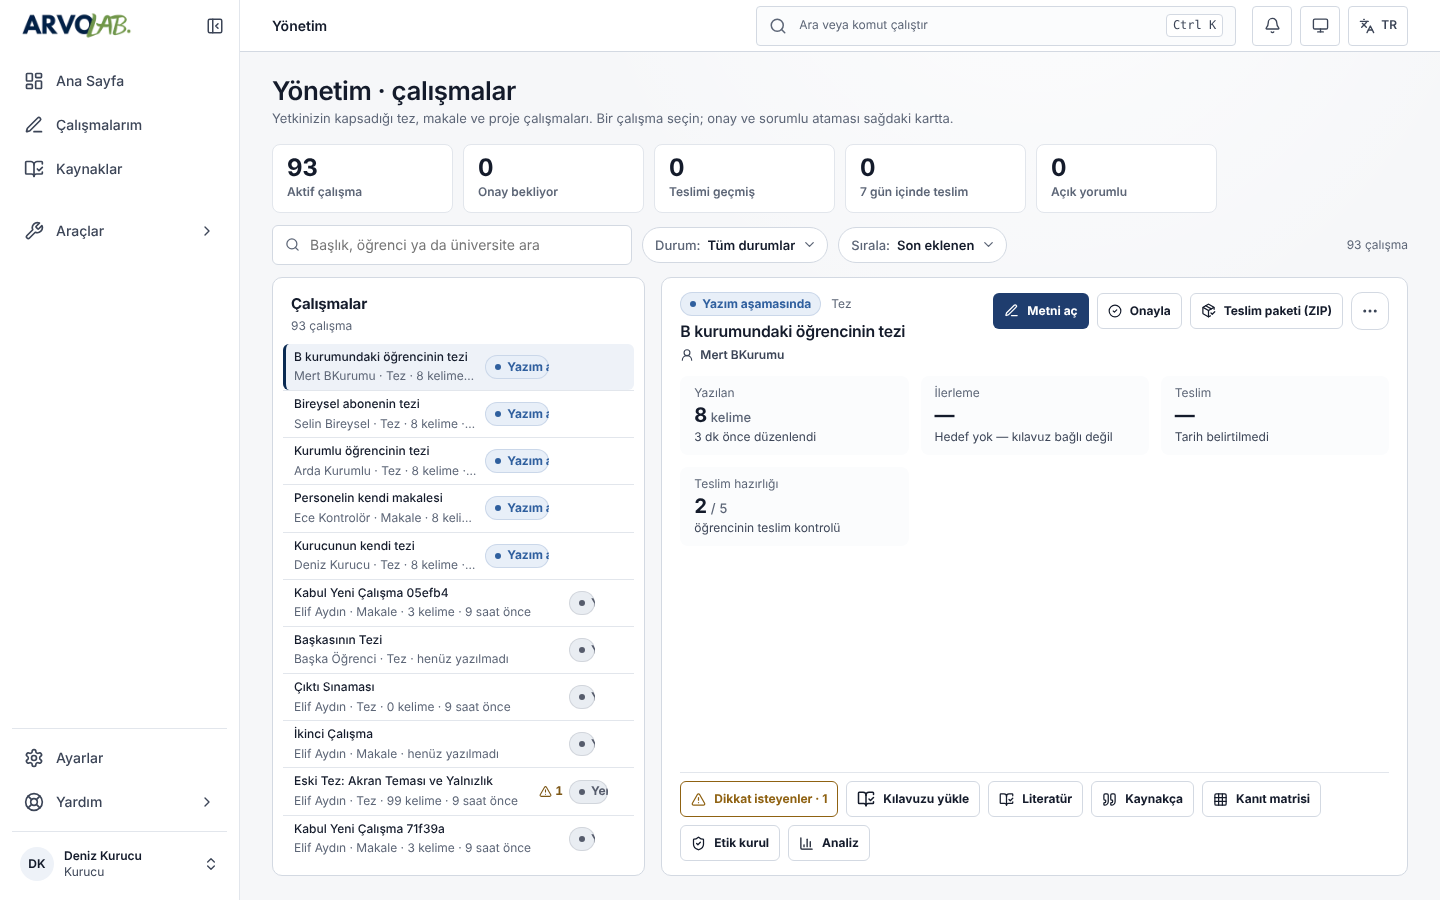 ARVOLAB.
Ana Sayfa
Çalışmalarım
Kaynaklar
Araçlar
Ayarlar
Yardım
DK
Deniz Kurucu
Kurucu
Yönetim
Ara veya komut çalıştır
Ctrl K
TR
Yönetim · çalışmalar
Yetkinizin kapsadığı tez, makale ve proje çalışmaları. Bir çalışma seçin; onay ve sorumlu ataması sağdaki kartta.
93
Aktif çalışma
0
Onay bekliyor
0
Teslimi geçmiş
0
7 gün içinde teslim
0
Açık yorumlu
Başlık, öğrenci ya da üniversite ara
Durum: Tüm durumlar
Sırala: Son eklenen
93 çalışma
Çalışmalar
93 çalışma
B kurumundaki öğrencinin tezi
Mert BKurumu · Tez · 8 kelime...
Yazım a
Bireysel abonenin tezi
Selin Bireysel · Tez · 8 kelime ·...
Yazım a
Kurumlu öğrencinin tezi
Arda Kurumlu · Tez · 8 kelime ·...
Yazım a
Personelin kendi makalesi
Ece Kontrolör · Makale · 8 keli...
Yazım a
Kurucunun kendi tezi
Deniz Kurucu · Tez · 8 kelime ·...
Yazım a
Kabul Yeni Çalışma 05efb4
Elif Aydın · Makale · 3 kelime · 9 saat önce
Başkasının Tezi
Başka Öğrenci · Tez · henüz yazılmadı
Çıktı Sınaması
Elif Aydın · Tez · 0 kelime · 9 saat önce
İkinci Çalışma
Elif Aydın · Makale · henüz yazılmadı
Eski Tez: Akran Teması ve Yalnızlık
Elif Aydın · Tez · 99 kelime · 9 saat önce
1
Yer
Kabul Yeni Çalışma 71f39a
Elif Aydın · Makale · 3 kelime · 9 saat önce
Yazım aşamasında
Tez
B kurumundaki öğrencinin tezi
Mert BKurumu
Metni aç
Onayla
Teslim paketi (ZIP)
Yazılan
8 kelime
3 dk önce düzenlendi
İlerleme
—
Hedef yok — kılavuz bağlı değil
Teslim
—
Tarih belirtilmedi
Teslim hazırlığı
2 / 5
öğrencinin teslim kontrolü
Dikkat isteyenler · 1
Kılavuzu yükle
Literatür
Kaynakça
Kanıt matrisi
Etik kurul
Analiz